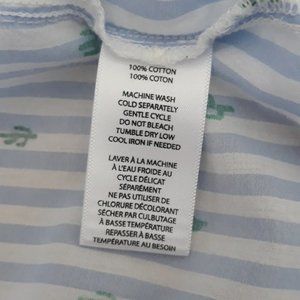 100% COTTON
100% COTON
MACHINE WASH
COLD SEPARATELY
GENTLE CYCLE
DO NOT BLEACH
TUMBLE DRY LOW
COOL IRON IF NEEDED
LAVER À LA MACHINE
À L'EAU FROIDE AU
CYCLE DÉLICAT
SÉPARÉMENT
NE PAS UTILISER DE
CHLORURE DÉCOLORANT
SÉCHER PAR CULBUTAGE
À BASSE TEMPÉRATURE
REPASSER À BASSE
TEMPÉRATURE AU BESOIN